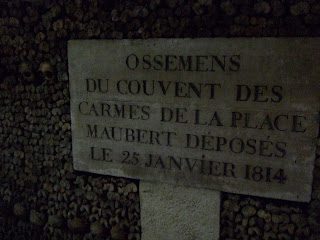 OSSEMENS
DU COUVENT DES
CARMES DE LA PLACE
MAUBERT DÉPOSÉS
LE 25 JANVIER 1814